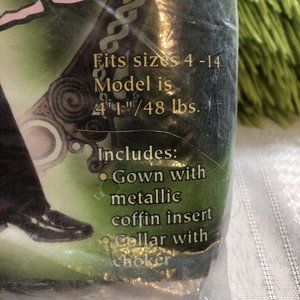 Fits sizes 4 -14
Model is
4'1"/48 lbs.
Includes:
• Gown with
metallic
coffin insert
• Collar with
choker